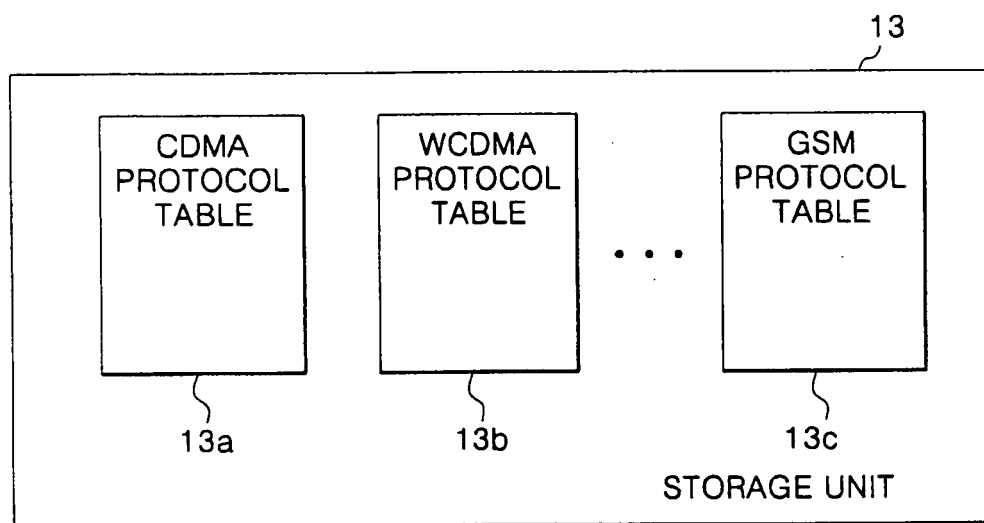 13
CDMA
PROTOCOL
TABLE
WCDMA
PROTOCOL
TABLE
GSM
PROTOCOL
TABLE
• • •
13a
13b
13c
STORAGE UNIT